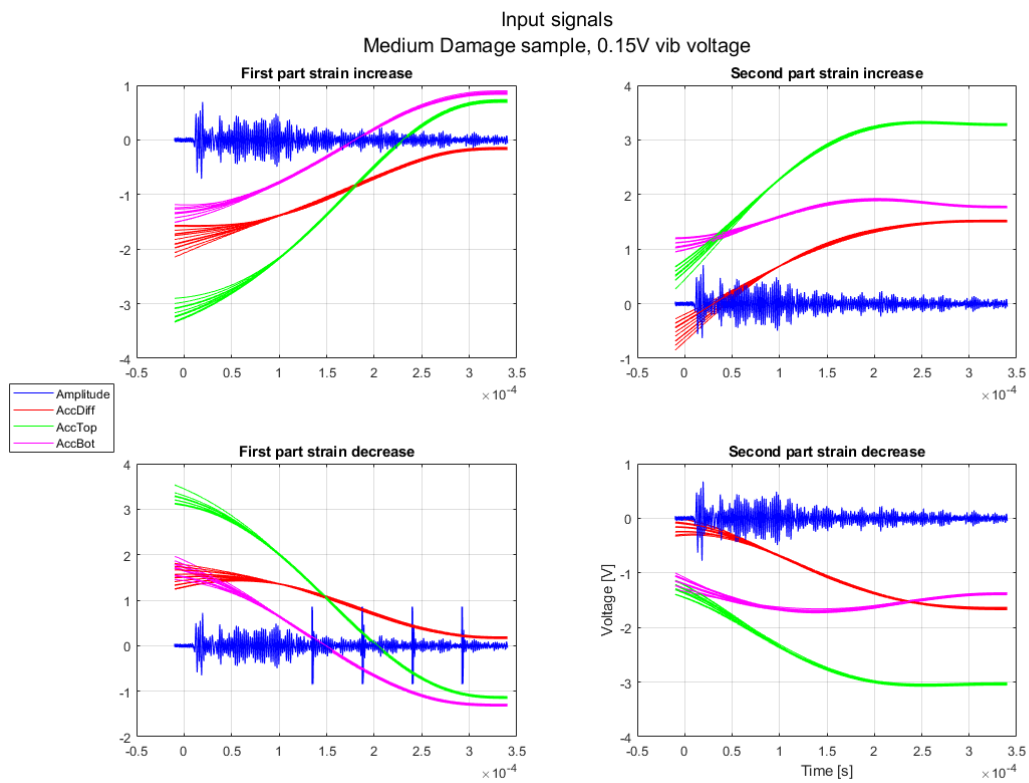 Input signals
Medium Damage sample, 0.15V vib voltage
First part strain increase
1
0
-1
-2
-3
-4
-0.5 0 0.5 1 1.5 2 2.5 3 3.5
×10-4
Second part strain increase
4
3
2
1
0
-1
-0.5 0 0.5 1 1.5 2 2.5 3 3.5
×10-4
Amplitude
AccDiff
AccTop
AccBot
First part strain decrease
4
3
2
1
0
-1
-2
-0.5 0 0.5 1 1.5 2 2.5 3 3.5
×10-4
Second part strain decrease
Voltage [V]
1
0
-1
-2
-3
-4
-0.5 0 0.5 1 1.5 2 2.5 3 3.5
Time [s]
×10-4